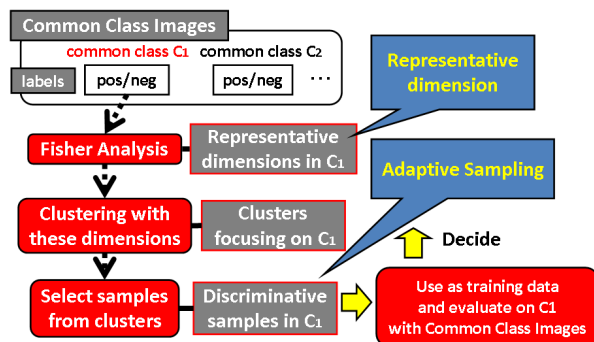 Common Class Images
common class C₁ common class C₂
labels pos/neg pos/neg ...
Representative
dimension
Fisher Analysis
Representative
dimensions in C₁
Adaptive Sampling
Clustering with
these dimensions
Clusters
focusing on C₁
Decide
Select samples
from clusters
Discriminative
samples in C₁
Use as training data
and evaluate on C1
with Common Class Images